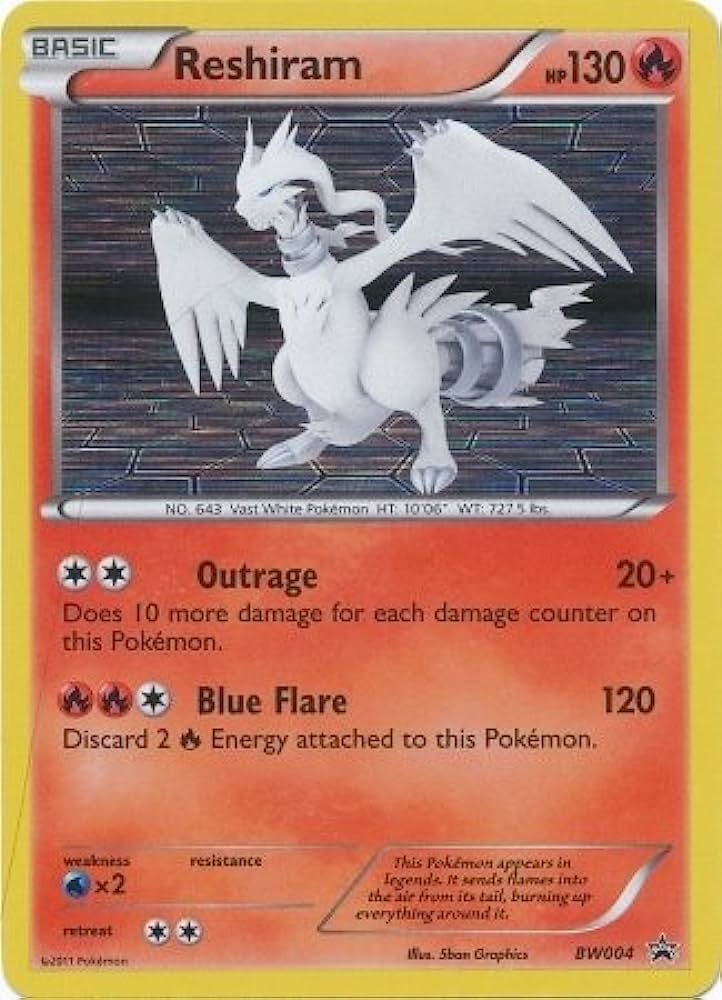 BASIC
Reshiram
HP 130
NO. 643 Vast White Pokémon HT: 10'06" WT: 727.5 lbs.
Outrage 20+
Does 10 more damage for each damage counter on
this Pokémon.
Blue Flare 120
Discard 2 Energy attached to this Pokémon.
weakness resistance
×2
retreat
This Pokémon appears in
legends. It sends flames into
the air from its tail, burning up
everything around it.
Illus. 5ban Graphics BW004
©2011 Pokémon